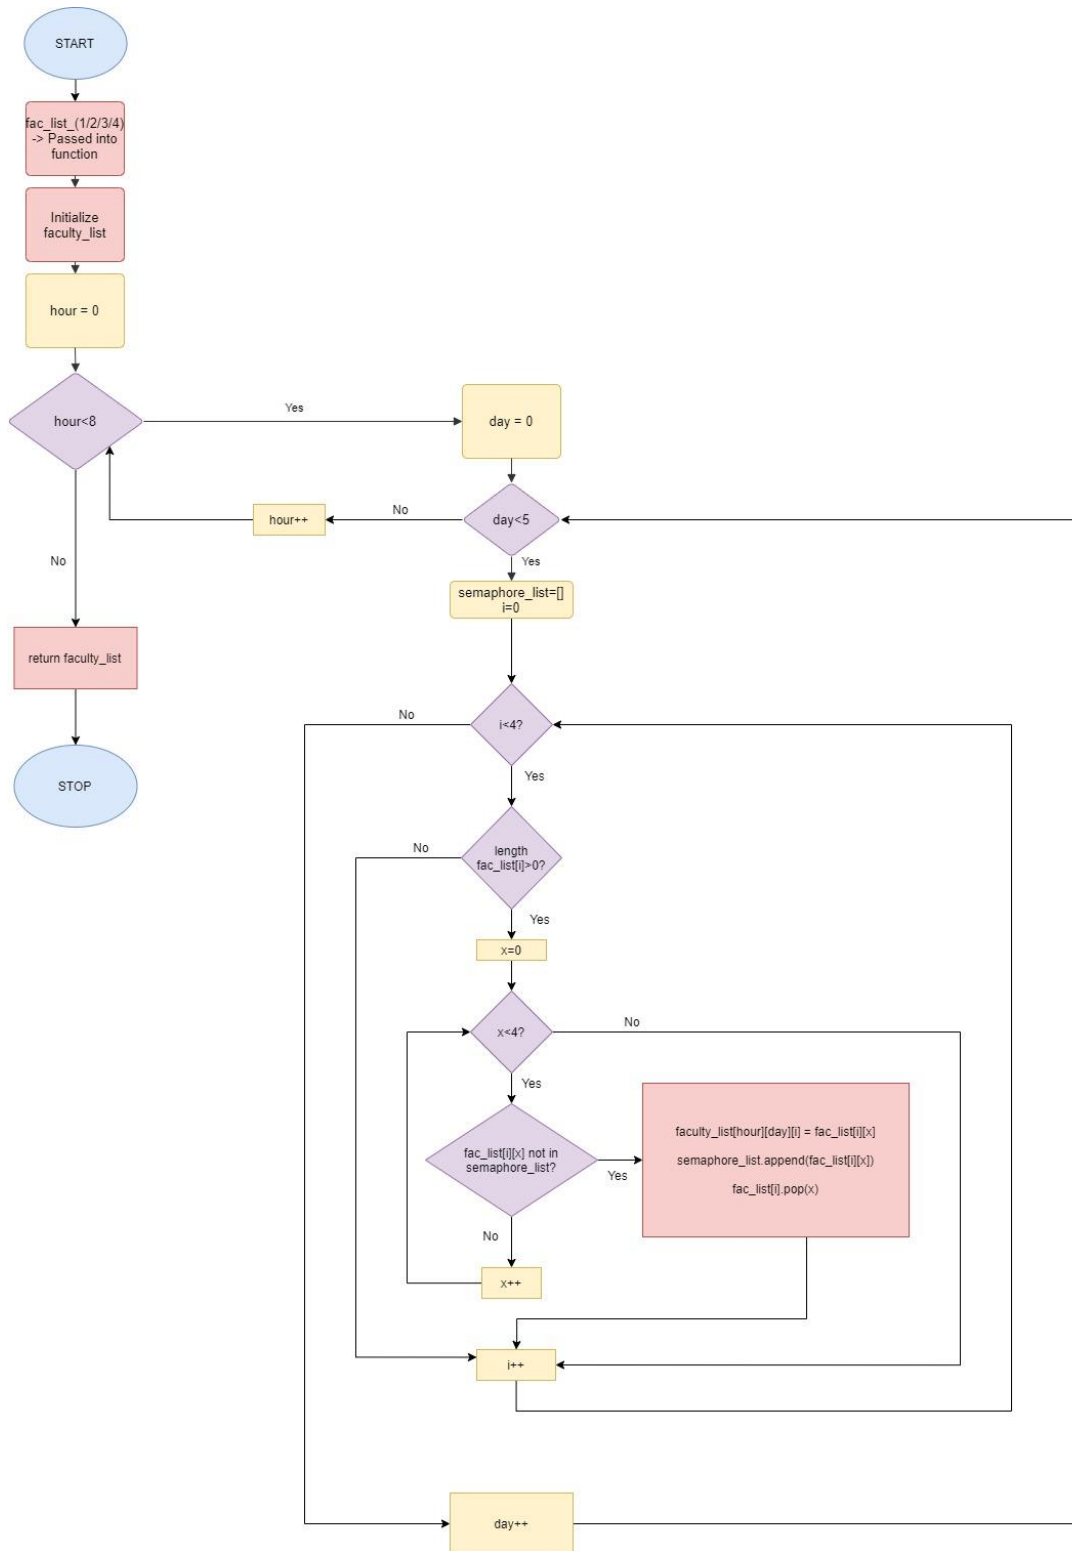 START
fac_list_(1/2/3/4)
-> Passed into
function
Initialize
faculty_list
hour = 0
hour<8
Yes
day = 0
No
hour++
day<5
Yes
semaphore_list=[]
i=0
No
return faculty_list
STOP
No
i<4?
Yes
No
length
fac_list[i]>0?
Yes
x=0
x<4?
No
Yes
fac_list[i][x] not in
semaphore_list?
Yes
faculty_list[hour][day][i] = fac_list[i][x]
semaphore_list.append(fac_list[i][x])
fac_list[i].pop(x)
No
x++
i++
day++